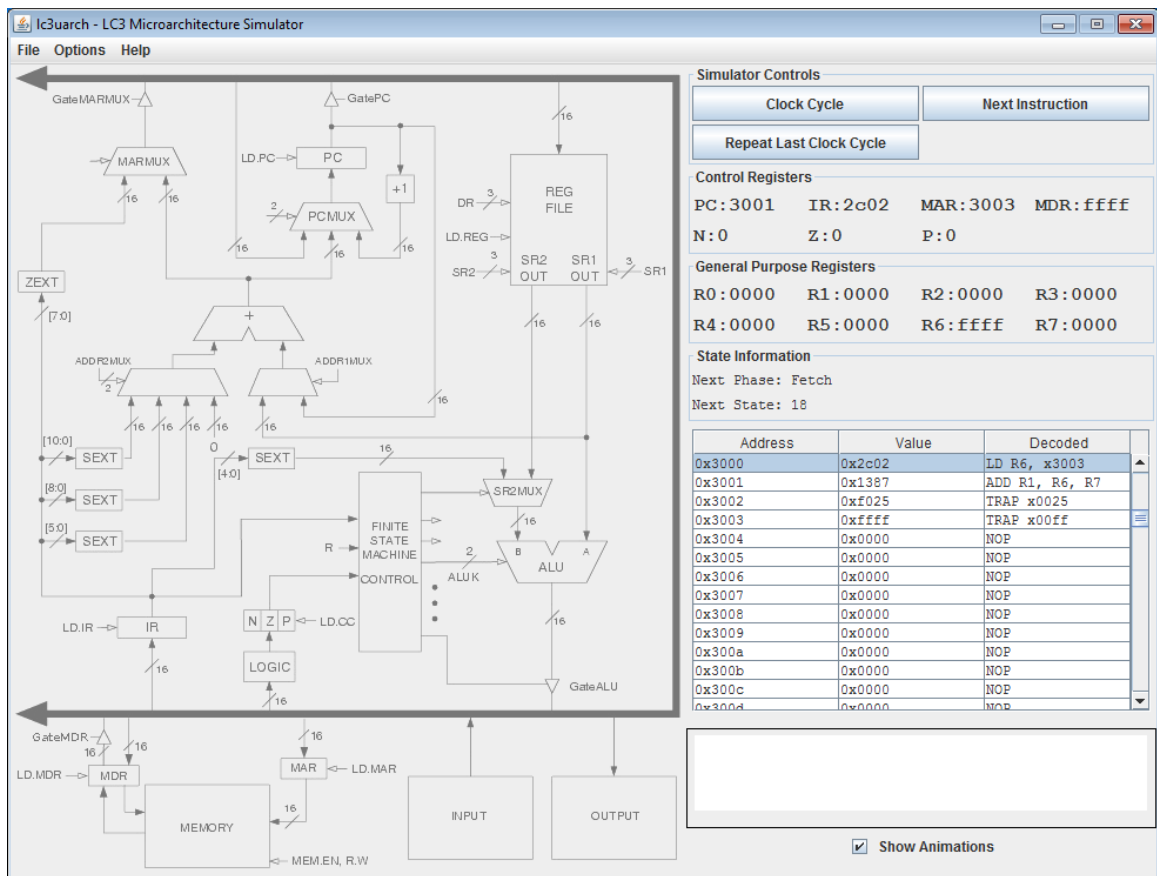 lc3uarch - LC3 Microarchitecture Simulator
File Options Help
GateMARMUX
GatePC
16
MARMUX
LD.PC
PC
+1
16
16
2
PCMUX
16
16
16
REG
FILE
3
DR
LD.REG
3
SR2
SR2
OUT
SR1
OUT
3
SR1
ZEXT
[7:0]
+
16
16
ADDR2MUX
2
ADDR1MUX
16
16
16
16
16
0
16
[10:0]
SEXT
[4:0]
SEXT
16
[8:0]
SEXT
[5:0]
SEXT
SR2MUX
16
FINITE
STATE
MACHINE
CONTROL
R
2
ALUK
B
A
ALU
16
LD.IR
IR
16
N Z P
LD.CC
LOGIC
16
GateALU
GateMDR
16
16
LD.MDR
MDR
16
MAR
LD.MAR
16
MEMORY
MEM.EN, R.W
INPUT
OUTPUT
Simulator Controls
Clock Cycle
Next Instruction
Repeat Last Clock Cycle
Control Registers
PC:3001 IR:2c02 MAR:3003 MDR:ffff
N:0 Z:0 P:0
General Purpose Registers
R0:0000 R1:0000 R2:0000 R3:0000
R4:0000 R5:0000 R6:ffff R7:0000
State Information
Next Phase: Fetch
Next State: 18
Address Value Decoded
0x3000 0x2c02 LD R6, x3003
0x3001 0x1387 ADD R1, R6, R7
0x3002 0xf025 TRAP x0025
0x3003 0xffff TRAP x00ff
0x3004 0x0000 NOP
0x3005 0x0000 NOP
0x3006 0x0000 NOP
0x3007 0x0000 NOP
0x3008 0x0000 NOP
0x3009 0x0000 NOP
0x300a 0x0000 NOP
0x300b 0x0000 NOP
0x300c 0x0000 NOP
0x300d 0x0000 NOP
Show Animations